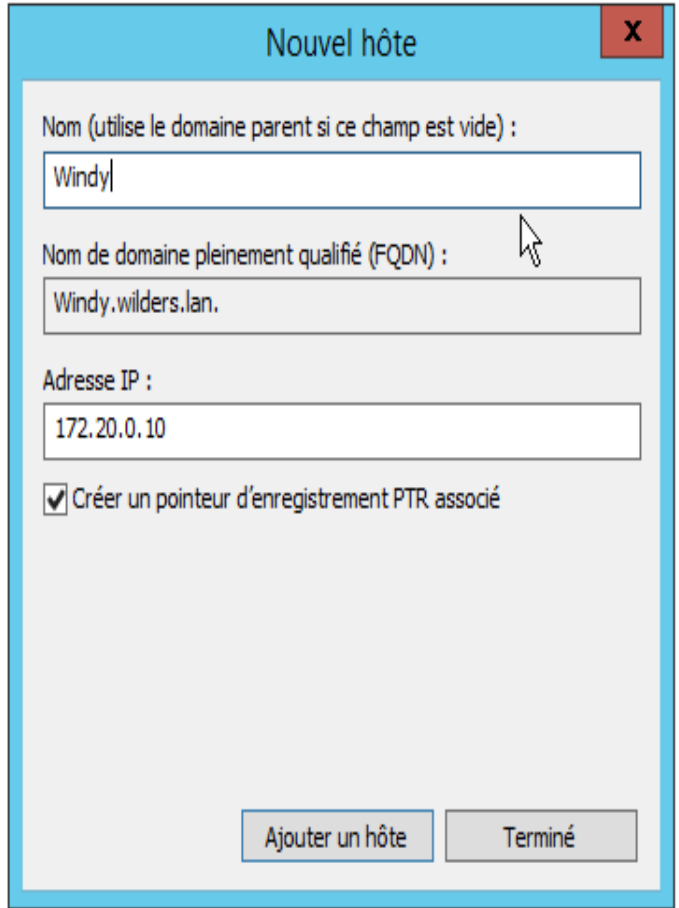 Nouvel hôte
X
Nom (utilise le domaine parent si ce champ est vide) :
Windy
Nom de domaine pleinement qualifié (FQDN) :
Windy.wilders.lan.
Adresse IP :
172.20.0.10
Créer un pointeur d'enregistrement PTR associé
Ajouter un hôte
Terminé